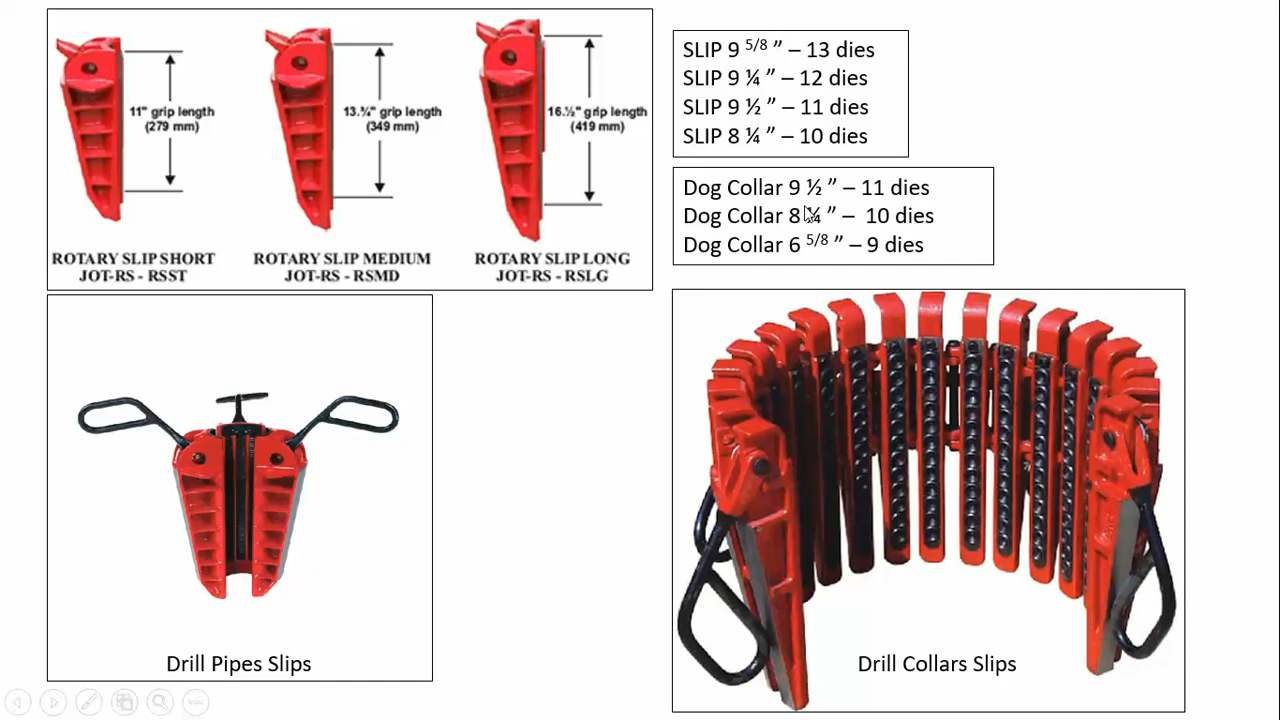 11" grip length
(279 mm)
13.¾" grip length
(349 mm)
16.½" grip length
(419 mm)
ROTARY SLIP SHORT
JOT-RS - RSST
ROTARY SLIP MEDIUM
JOT-RS - RSMD
ROTARY SLIP LONG
JOT-RS - RSLG
SLIP 9 5/8 ” – 13 dies
SLIP 9 ¼ ” – 12 dies
SLIP 9 ½ ” – 11 dies
SLIP 8 ¼ ” – 10 dies
Dog Collar 9 ½ ” – 11 dies
Dog Collar 8 ¼ ” – 10 dies
Dog Collar 6 5/8 ” – 9 dies
Drill Pipes Slips
Drill Collars Slips